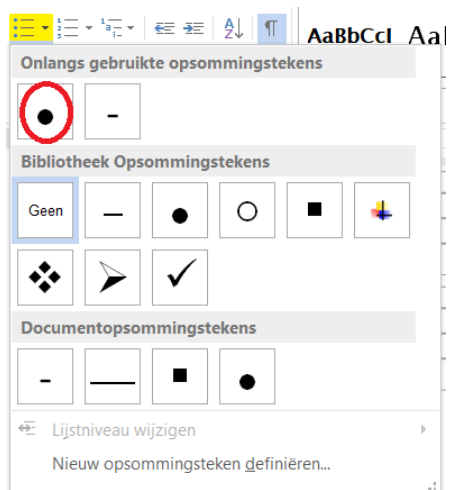 AaBbCcI Aa
Onlangs gebruikte opsommingstekens
Bibliotheek Opsommingstekens
Geen
Documentopsommingstekens
Lijstniveau wijzigen
Nieuw opsommingsteken definiëren...